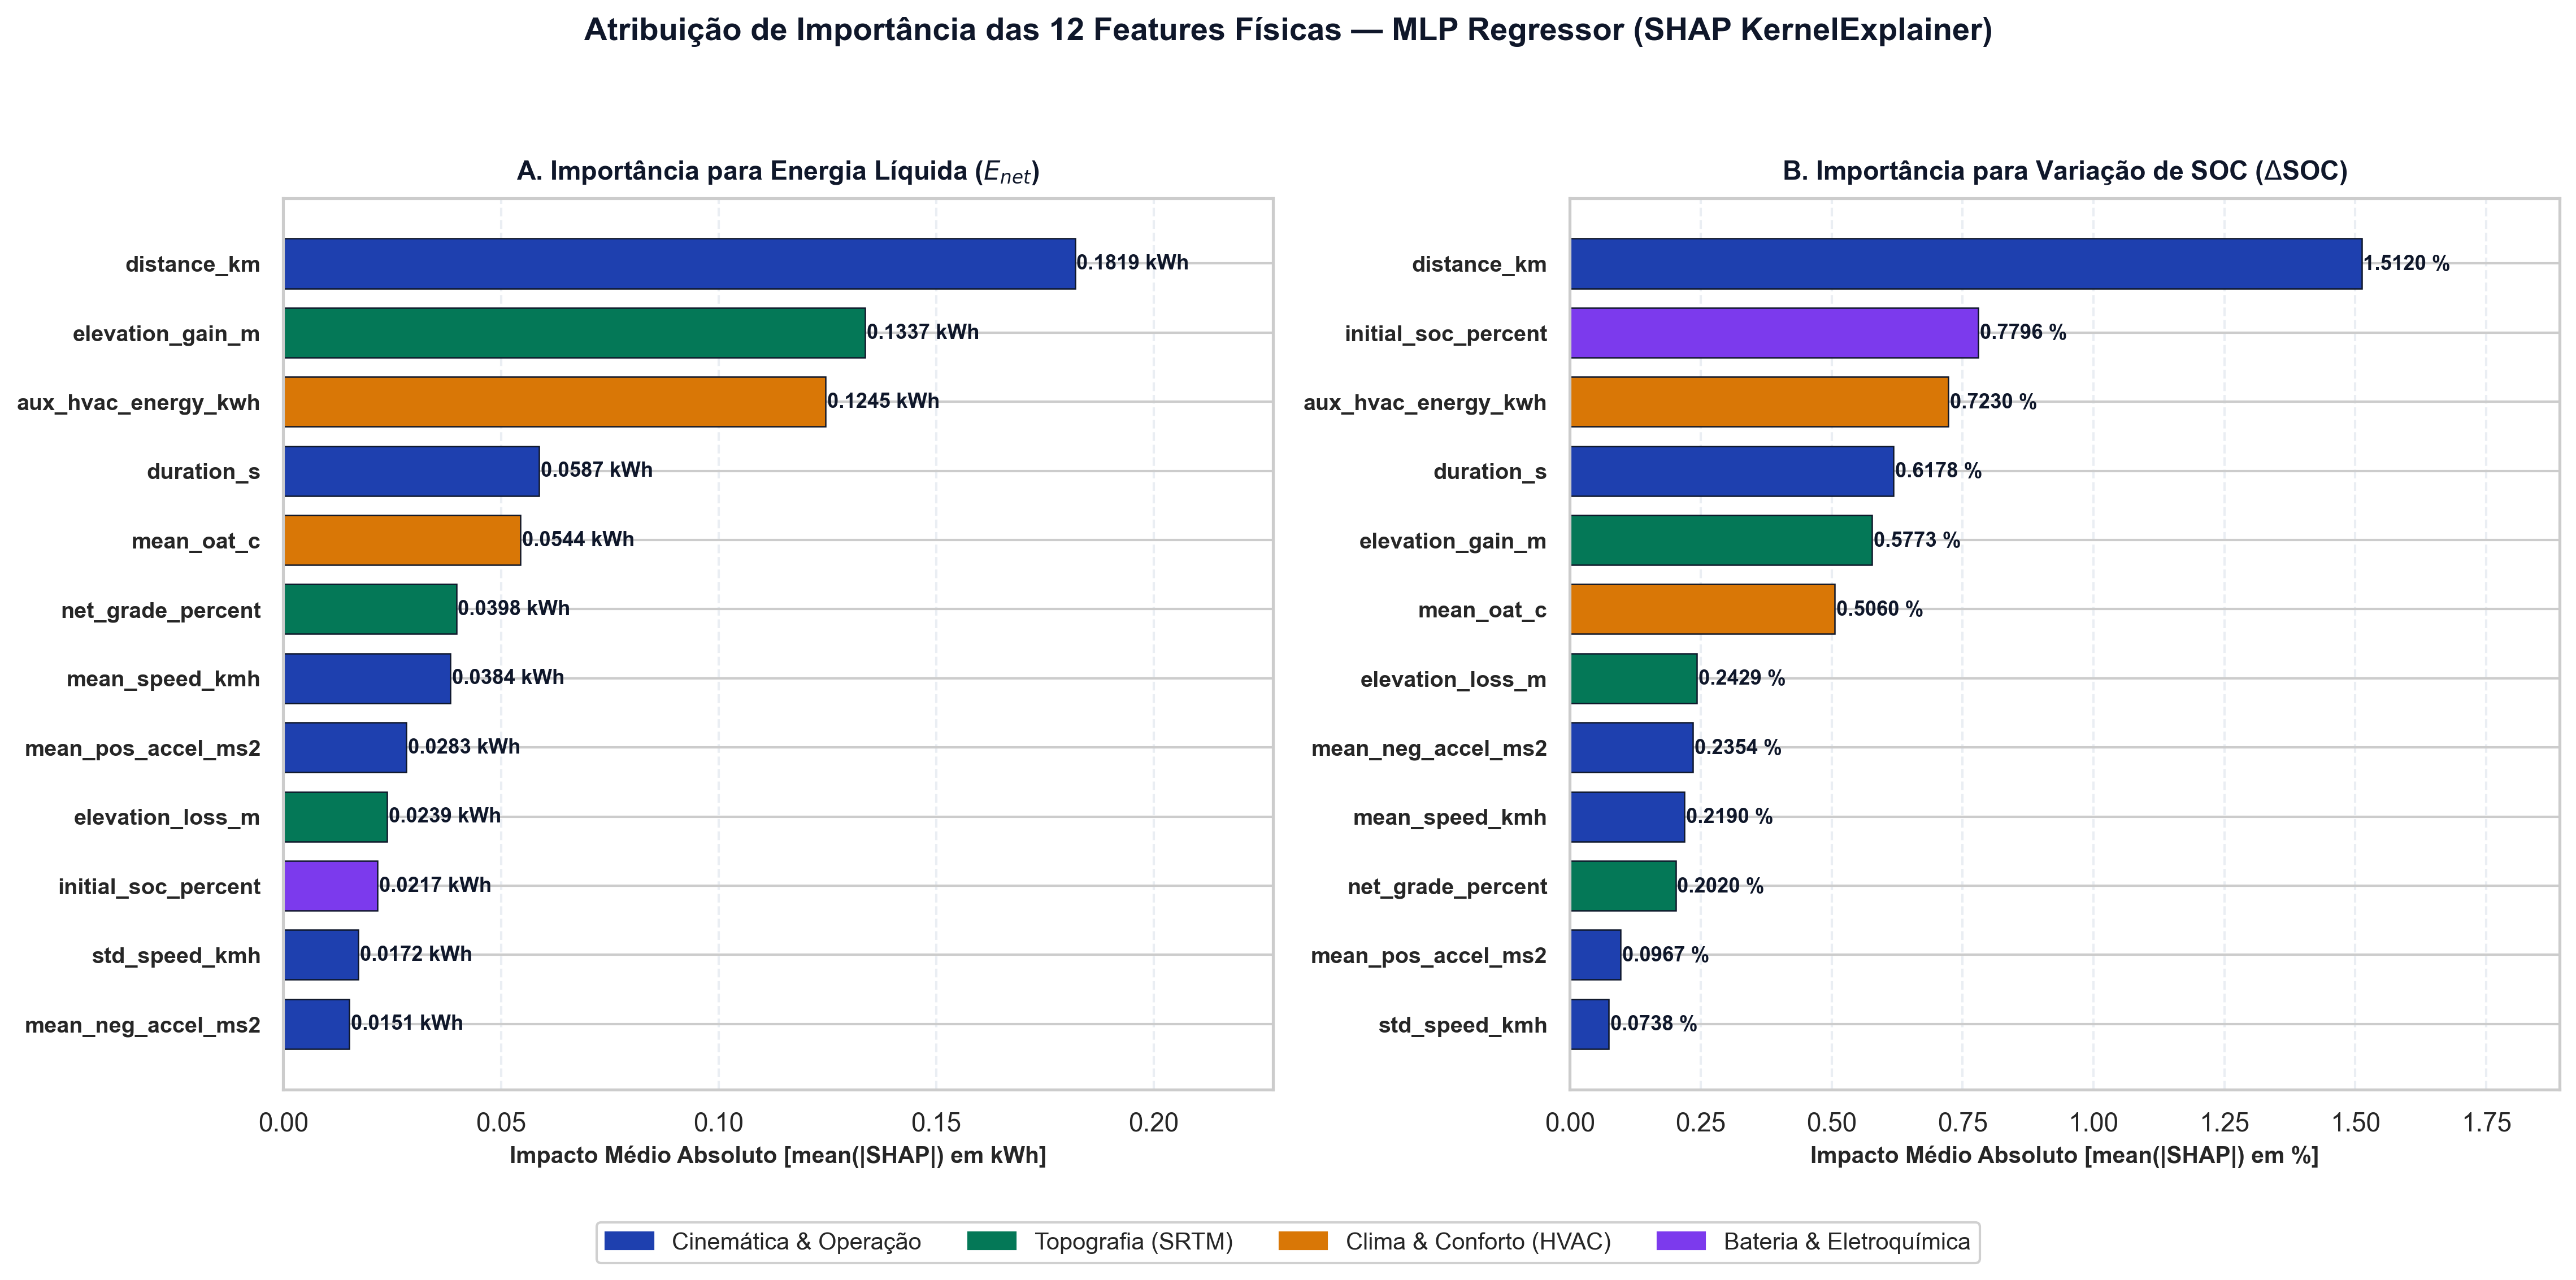 Atribuição de Importância das 12 Features Físicas — MLP Regressor (SHAP KernelExplainer)
A. Importância para Energia Líquida (E_net)
distance_km
0.1819 kWh
elevation_gain_m
0.1337 kWh
aux_hvac_energy_kwh
0.1245 kWh
duration_s
0.0587 kWh
mean_oat_c
0.0544 kWh
net_grade_percent
0.0398 kWh
mean_speed_kmh
0.0384 kWh
mean_pos_accel_ms2
0.0283 kWh
elevation_loss_m
0.0239 kWh
initial_soc_percent
0.0217 kWh
std_speed_kmh
0.0172 kWh
mean_neg_accel_ms2
0.0151 kWh
0.00 0.05 0.10 0.15 0.20
Impacto Médio Absoluto [mean(|SHAP|) em kWh]
B. Importância para Variação de SOC (ΔSOC)
distance_km
1.5120 %
initial_soc_percent
0.7796 %
aux_hvac_energy_kwh
0.7230 %
duration_s
0.6178 %
elevation_gain_m
0.5773 %
mean_oat_c
0.5060 %
elevation_loss_m
0.2429 %
mean_neg_accel_ms2
0.2354 %
mean_speed_kmh
0.2190 %
net_grade_percent
0.2020 %
mean_pos_accel_ms2
0.0967 %
std_speed_kmh
0.0738 %
0.00 0.25 0.50 0.75 1.00 1.25 1.50 1.75
Impacto Médio Absoluto [mean(|SHAP|) em %]
Cinemática & Operação
Topografia (SRTM)
Clima & Conforto (HVAC)
Bateria & Eletroquímica